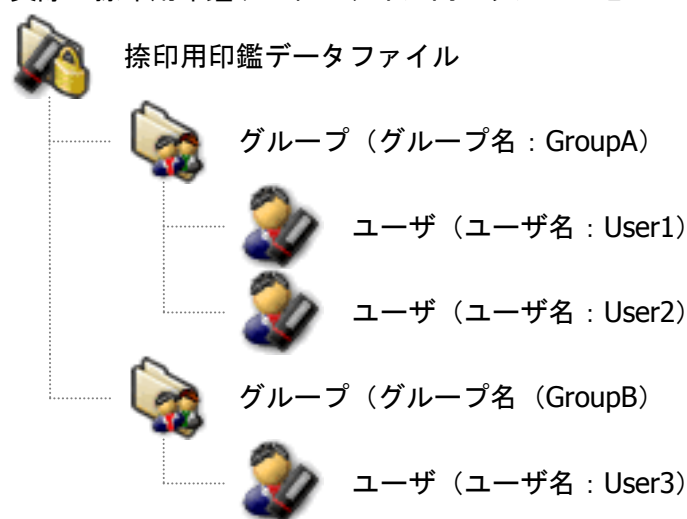 捺印用印鑑データファイル
グループ（グループ名：GroupA）
ユーザ（ユーザ名：User1）
ユーザ（ユーザ名：User2）
グループ（グループ名（GroupB）
ユーザ（ユーザ名：User3）